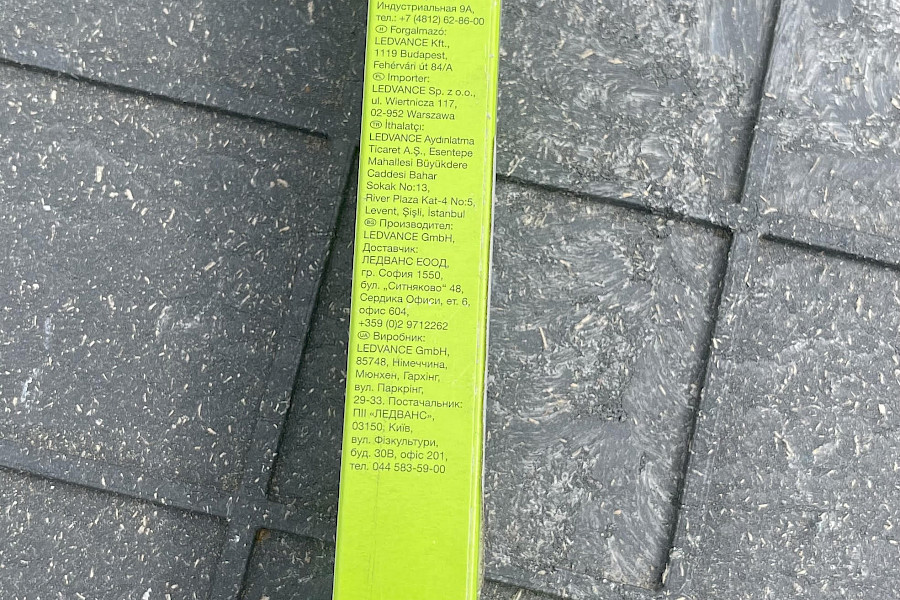 Индустриальная 9А,
тел.: +7 (4812) 62-86-00
(H) Forgalmazó:
LEDVANCE Kft.,
1119 Budapest,
Fehérvári út 84/A
(PL) Importer:
LEDVANCE Sp. z o.o.,
ul. Wiertnicza 117,
02-952 Warszawa
(TR) İthalatçı:
LEDVANCE Aydınlatma
Ticaret A.Ş., Esentepe
Mahallesi Büyükdere
Caddesi Bahar
Sokak No:13,
River Plaza Kat-4 No:5,
Levent, Şişli, İstanbul
(BG) Производител:
LEDVANCE GmbH,
Доставчик:
ЛЕДВАНС ЕООД,
гр. София 1550,
бул. „Ситняково“ 48,
Сердика Офиси, ет. 6,
офис 604,
+359 (0)2 9712262
(UA) Виробник:
LEDVANCE GmbH,
85748, Німеччина,
Мюнхен, Гархінг,
вул. Паркрінг,
29-33. Постачальник:
ПІІ «ЛЕДВАНС»,
03150, Київ,
вул. Фізкультури,
буд. 30В, офіс 201,
тел. 044 583-59-00